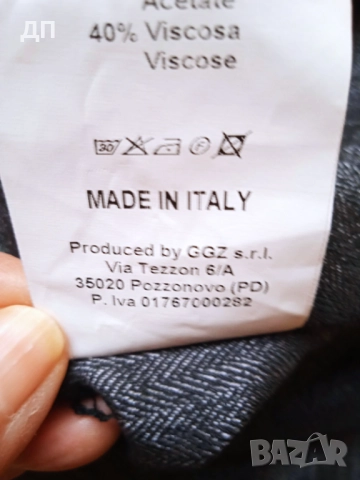 дп
Acetate
40% Viscosa
Viscose
30
MADE IN ITALY
Produced by GGZ s.r.l.
Via Tezzon 6/A
35020 Pozzonovo (PD)
P. Iva 01767000282
BAZAR